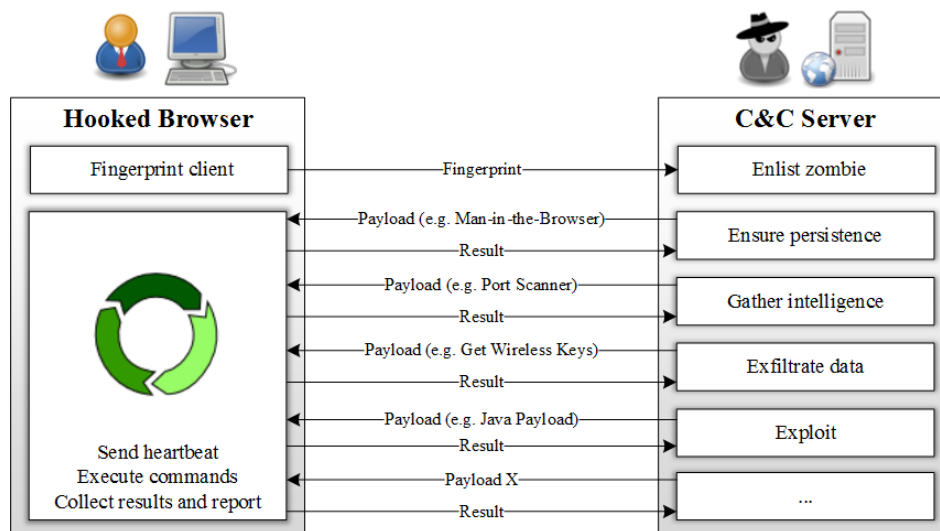 Hooked Browser
C&C Server
Fingerprint client
Fingerprint
Enlist zombie
Payload (e.g. Man-in-the-Browser)
Ensure persistence
Result
Payload (e.g. Port Scanner)
Gather intelligence
Result
Payload (e.g. Get Wireless Keys)
Exfiltrate data
Result
Payload (e.g. Java Payload)
Exploit
Result
Send heartbeat
Execute commands
Collect results and report
Payload X
...
Result